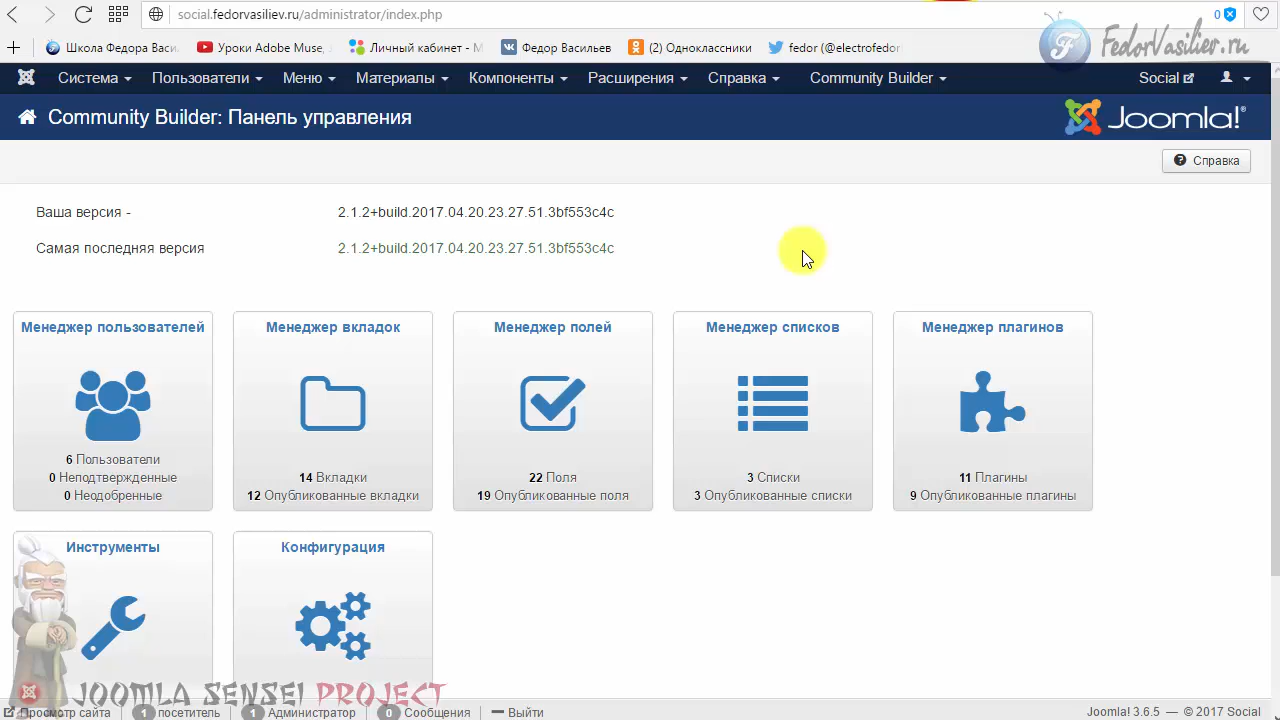 social.fedorvasiliev.ru/administrator/index.php
0
Школа Федора Васи.
Уроки Adobe Muse,
Личный кабинет - М
Федор Васильев
(2) Одноклассники
fedor (@electrofedor
FedorVasiliev.ru
Система
Пользователи
Меню
Материалы
Компоненты
Расширения
Справка
Community Builder
Social
Community Builder: Панель управления
Joomla!®
Справка
Ваша версия - 2.1.2+build.2017.04.20.23.27.51.3bf553c4c
Самая последняя версия 2.1.2+build.2017.04.20.23.27.51.3bf553c4c
Менеджер пользователей
6 Пользователи
0 Неподтвержденные
0 Неодобренные
Менеджер вкладок
14 Вкладки
12 Опубликованные вкладки
Менеджер полей
22 Поля
19 Опубликованные поля
Менеджер списков
3 Списки
3 Опубликованные списки
Менеджер плагинов
11 Плагины
9 Опубликованные плагины
Инструменты
Конфигурация
JOOMLA SENSEI PROJECT
Просмотр сайта
1 посетитель
1 Администратор
0 Сообщения
Выйти
Joomla! 3.6.5 — © 2017 Social